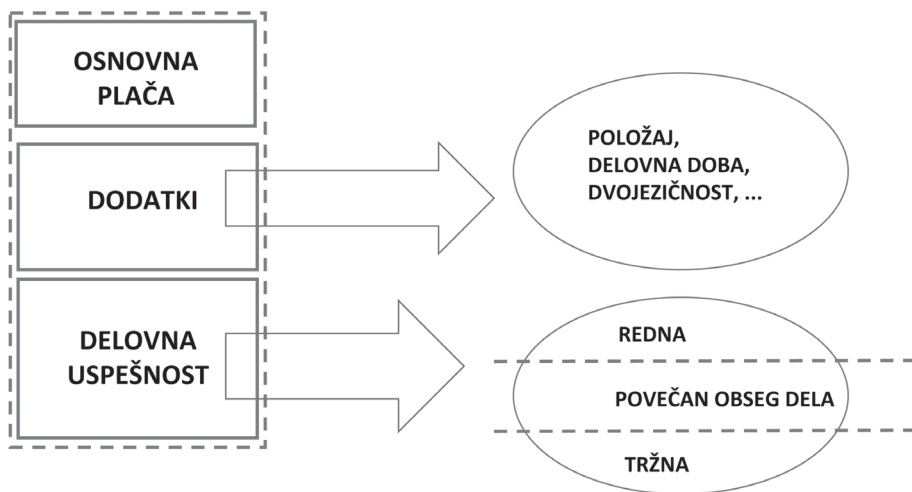 OSNOVNA
PLAČA
DODATKI
DELOVNA
USPEŠNOST
POLOŽAJ,
DELOVNA DOBA,
DVOJEZIČNOST, ...
REDNA
POVEČAN OBSEG DELA
TRŽNA